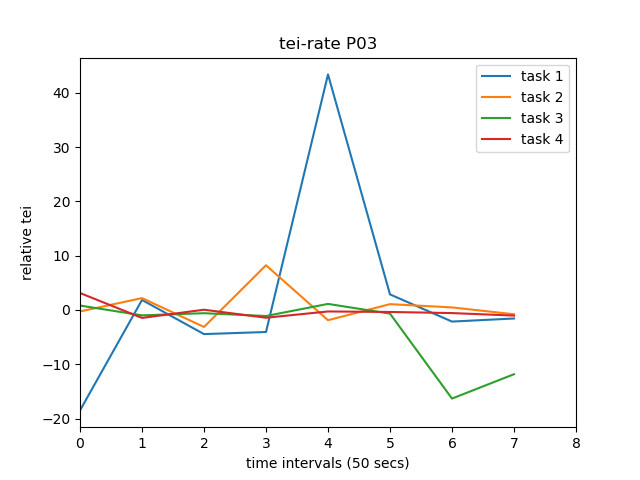 tei-rate P03
task 1
task 2
task 3
task 4
relative tei
40
30
20
10
0
−10
−20
0 1 2 3 4 5 6 7 8
time intervals (50 secs)